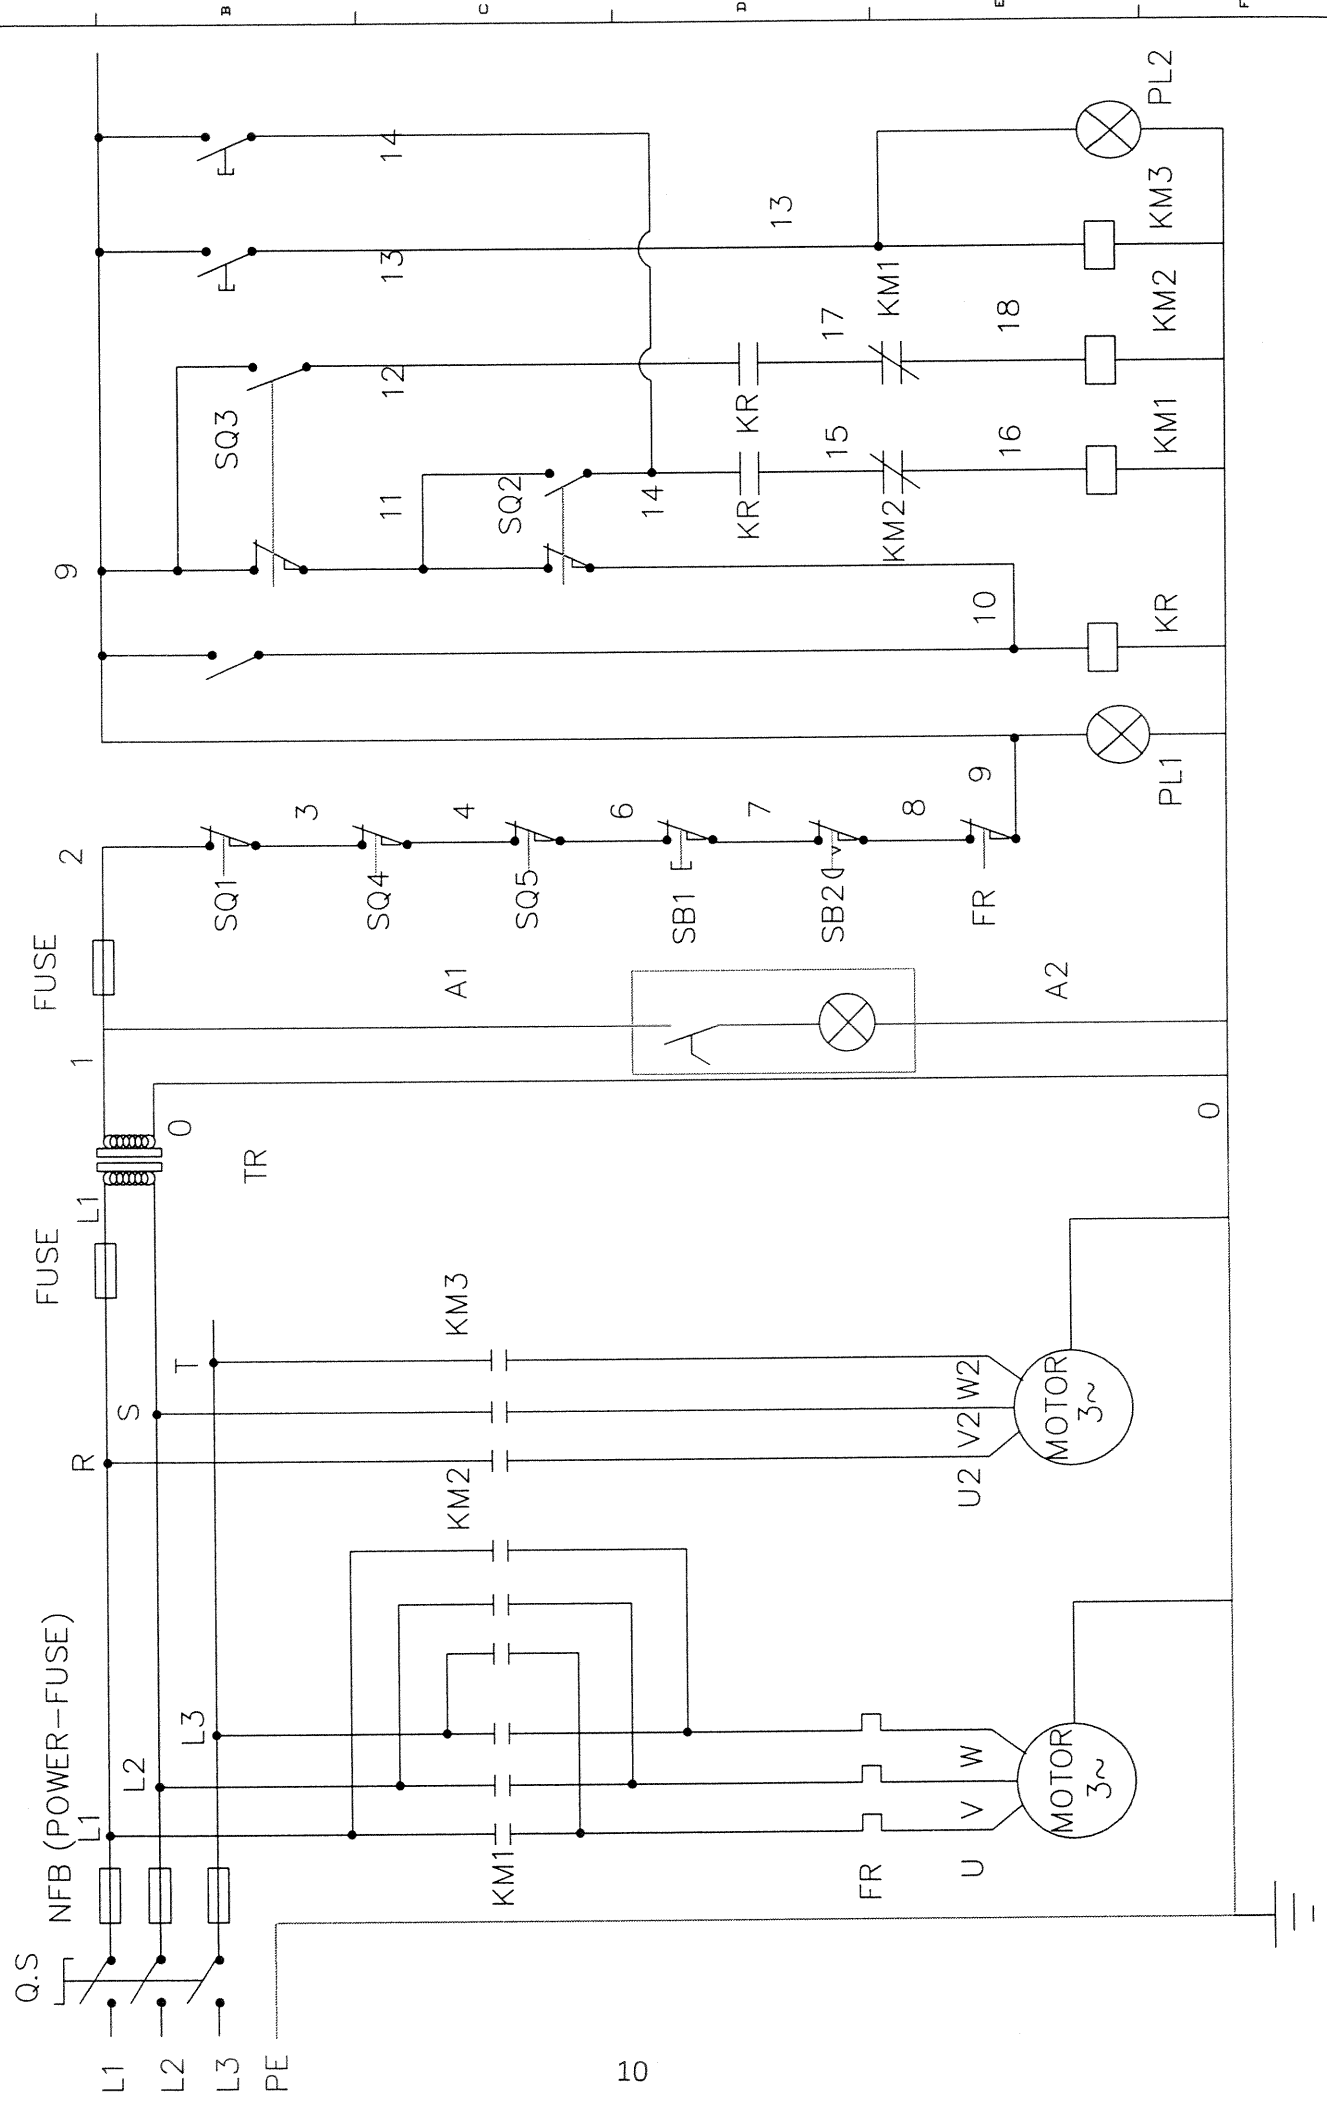 B
C
D
E
F
Q.S
NFB (POWER-FUSE)
L1
L2
L3
PE
L1
L2
L3
KM1
KM2
FR
U
V
W
MOTOR
3~
R
S
T
KM3
U2
V2
W2
MOTOR
3~
FUSE
L1
TR
0
0
1
FUSE
2
A1
A2
SQ1
3
SQ4
4
SQ5
6
SB1
7
SB2
8
FR
9
PL1
9
10
KR
SQ3
11
SQ2
14
KR
15
KM2
16
KM1
12
KR
17
KM1
18
KM2
13
13
KM3
14
PL2
10